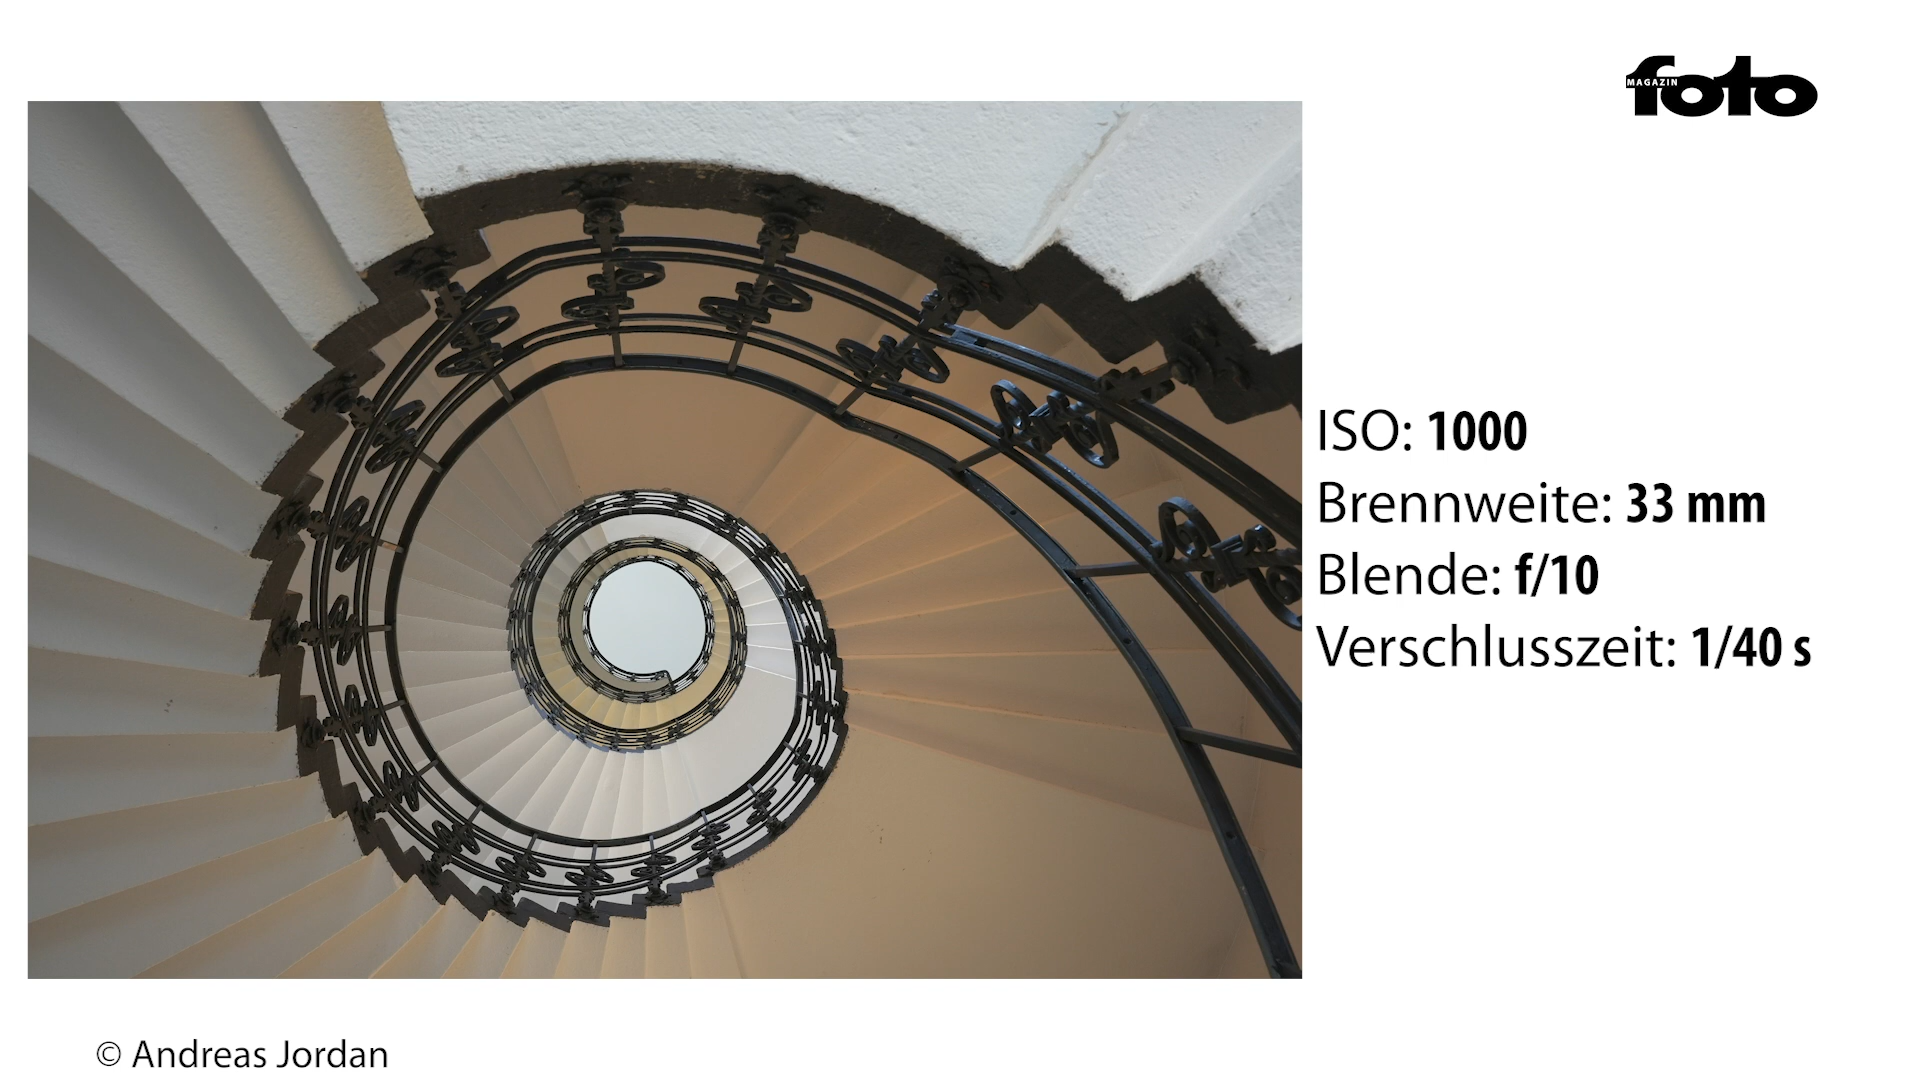 MAGAZIN
foto
ISO: 1000
Brennweite: 33 mm
Blende: f/10
Verschlusszeit: 1/40 s
© Andreas Jordan